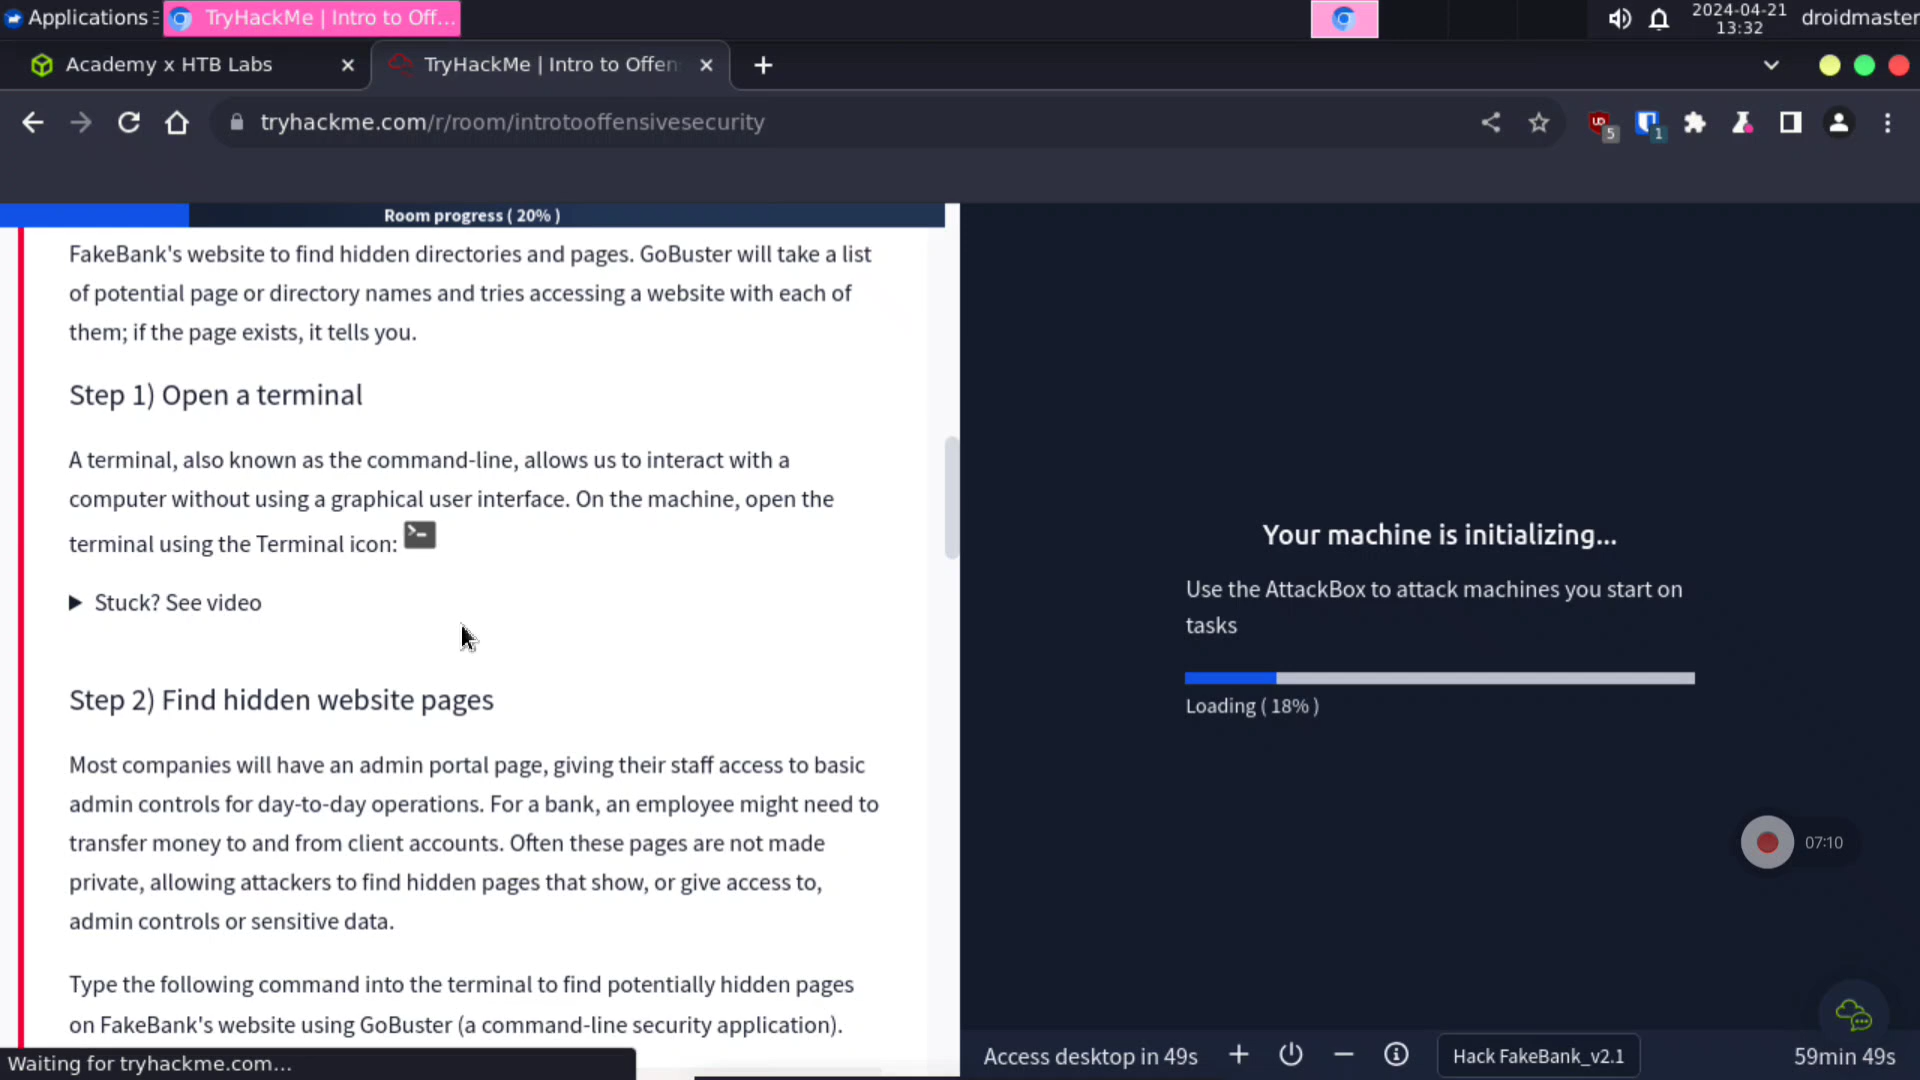 Applications
TryHackMe | Intro to Off...
2024-04-21
13:32
droidmaster
Academy x HTB Labs
TryHackMe | Intro to Offen
tryhackme.com/r/room/introtooffensivesecurity
5
1
Room progress ( 20% )
FakeBank's website to find hidden directories and pages. GoBuster will take a list
of potential page or directory names and tries accessing a website with each of
them; if the page exists, it tells you.
Step 1) Open a terminal
A terminal, also known as the command-line, allows us to interact with a
computer without using a graphical user interface. On the machine, open the
terminal using the Terminal icon:
Stuck? See video
Step 2) Find hidden website pages
Most companies will have an admin portal page, giving their staff access to basic
admin controls for day-to-day operations. For a bank, an employee might need to
transfer money to and from client accounts. Often these pages are not made
private, allowing attackers to find hidden pages that show, or give access to,
admin controls or sensitive data.
Type the following command into the terminal to find potentially hidden pages
on FakeBank's website using GoBuster (a command-line security application).
Waiting for tryhackme.com...
Your machine is initializing...
Use the AttackBox to attack machines you start on
tasks
Loading ( 18% )
07:10
Access desktop in 49s
Hack FakeBank_v2.1
59min 49s